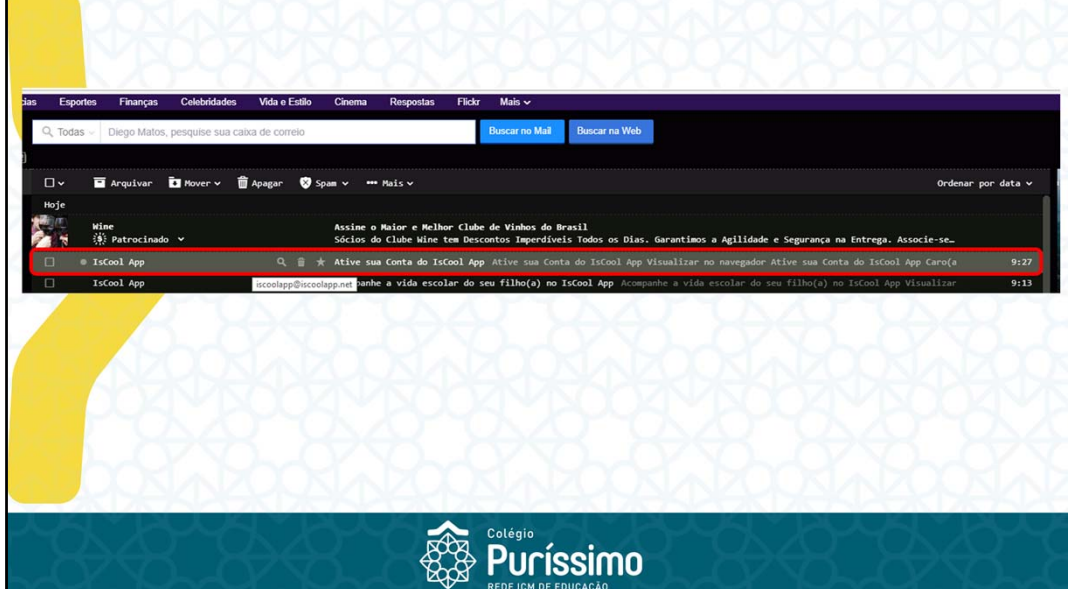 Esportes Finanças Celebridades Vida e Estilo Cinema Respostas Flickr Mais
Todas Diego Matos, pesquise sua caixa de correio Buscar no Mail Buscar na Web
Arquivar Mover Apagar Spam Mais Ordenar por data
Hoje
Wine Assine o Maior e Melhor Clube de Vinhos do Brasil
Patrocinado Sócios do Clube Wine tem Descontos Imperdíveis Todos os Dias. Garantimos a Agilidade e Segurança na Entrega. Associe-se…
IsCool App Ative sua Conta do IsCool App Ative sua Conta do IsCool App Visualizar no navegador Ative sua Conta do IsCool App Caro(a 9:27
IsCool App iscoolapp@iscoolapp.net panhe a vida escolar do seu filho(a) no IsCool App Acompanhe a vida escolar do seu filho(a) no IsCool App Visualizar 9:13
Colégio
Puríssimo
REDE ICM DE EDUCAÇÃO